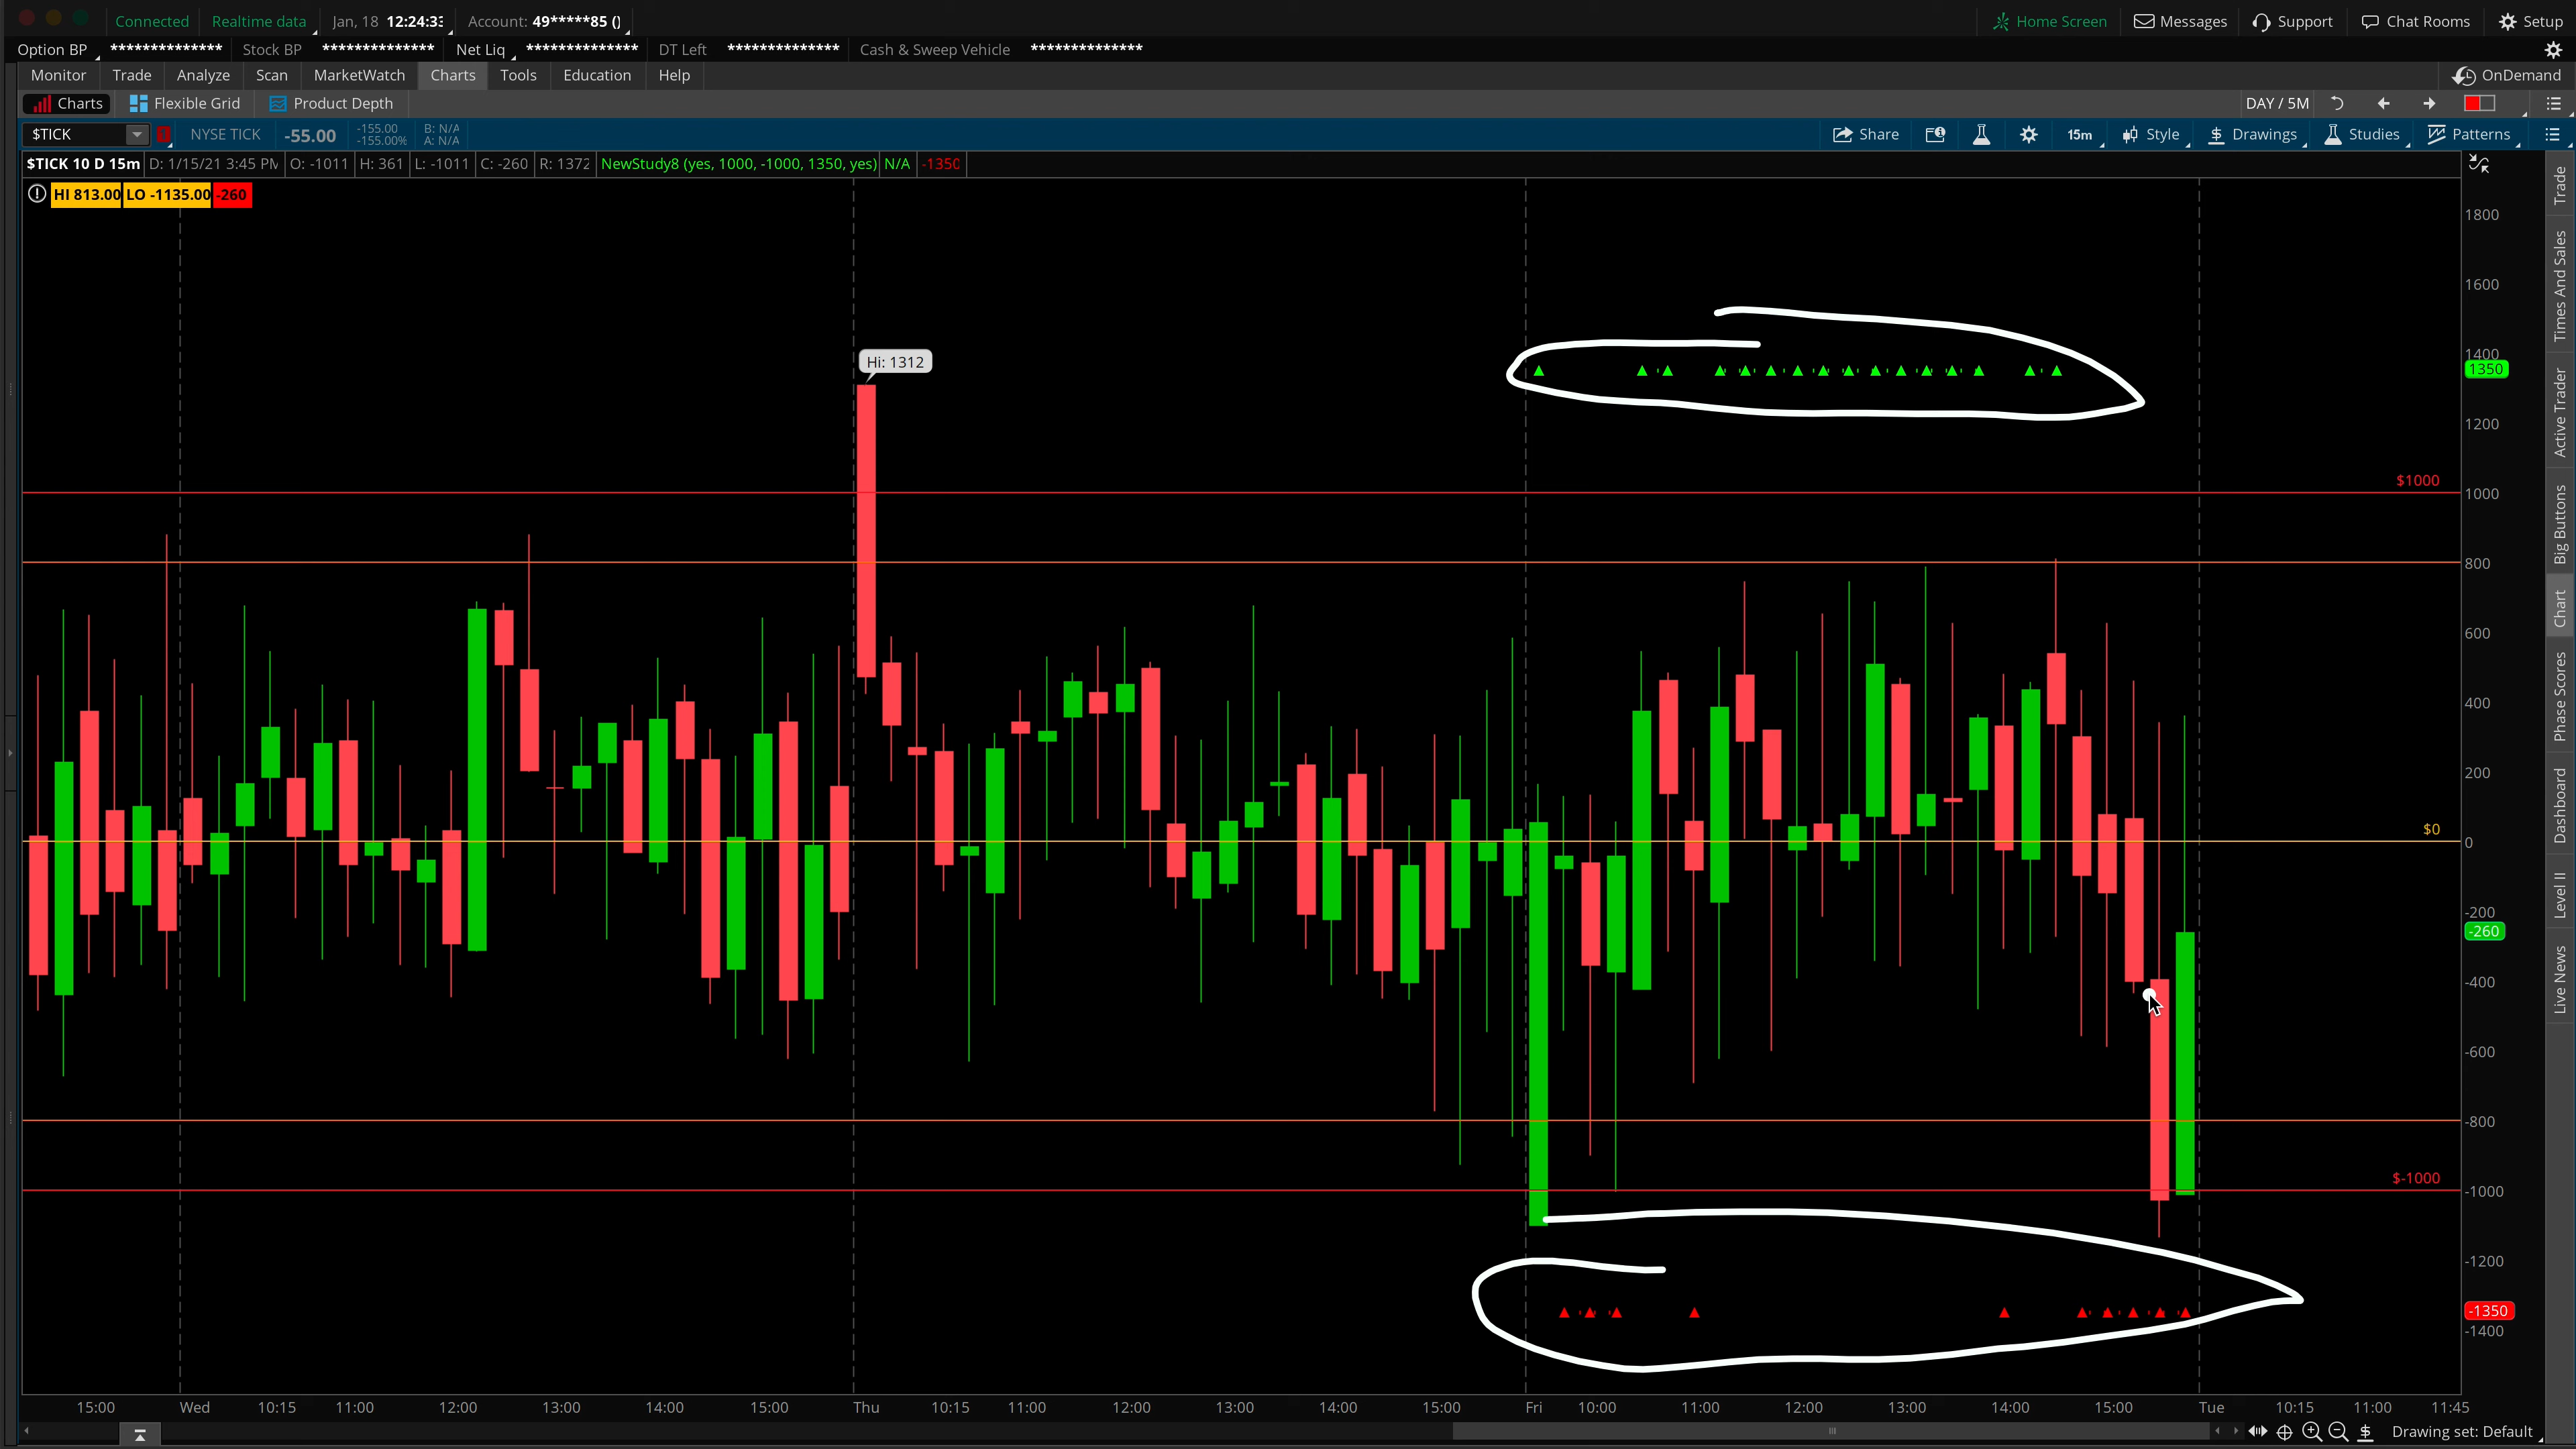 Connected Realtime data Jan, 18 12:24:33 Account: 49*****85 () Home Screen Messages Support Chat Rooms Setup
Option BP ************** Stock BP ************** Net Liq ************** DT Left ************** Cash & Sweep Vehicle **************
Monitor Trade Analyze Scan MarketWatch Charts Tools Education Help OnDemand
Charts Flexible Grid Product Depth DAY / 5M
$TICK NYSE TICK -55.00 -155.00 B: N/A Share 15m Style Drawings Studies Patterns
-155.00% A: N/A
$TICK 10 D 15m D: 1/15/21 3:45 PM O: -1011 H: 361 L: -1011 C: -260 R: 1372 NewStudy8 (yes, 1000, -1000, 1350, yes) N/A -1350
HI 813.00 LO -1135.00 -260
1800
1600
Hi: 1312
1400
1350
1200
$1000
1000
800
600
400
200
$0
0
-200
-260
-400
-600
-800
$-1000
-1000
-1200
-1350
-1400
15:00 Wed 10:15 11:00 12:00 13:00 14:00 15:00 Thu 10:15 11:00 12:00 13:00 14:00 15:00 Fri 10:00 11:00 12:00 13:00 14:00 15:00 Tue 10:15 11:00 11:45
Drawing set: Default
Trade
Times And Sales
Active Trader
Big Buttons
Chart
Phase Scores
Dashboard
Level II
Live News